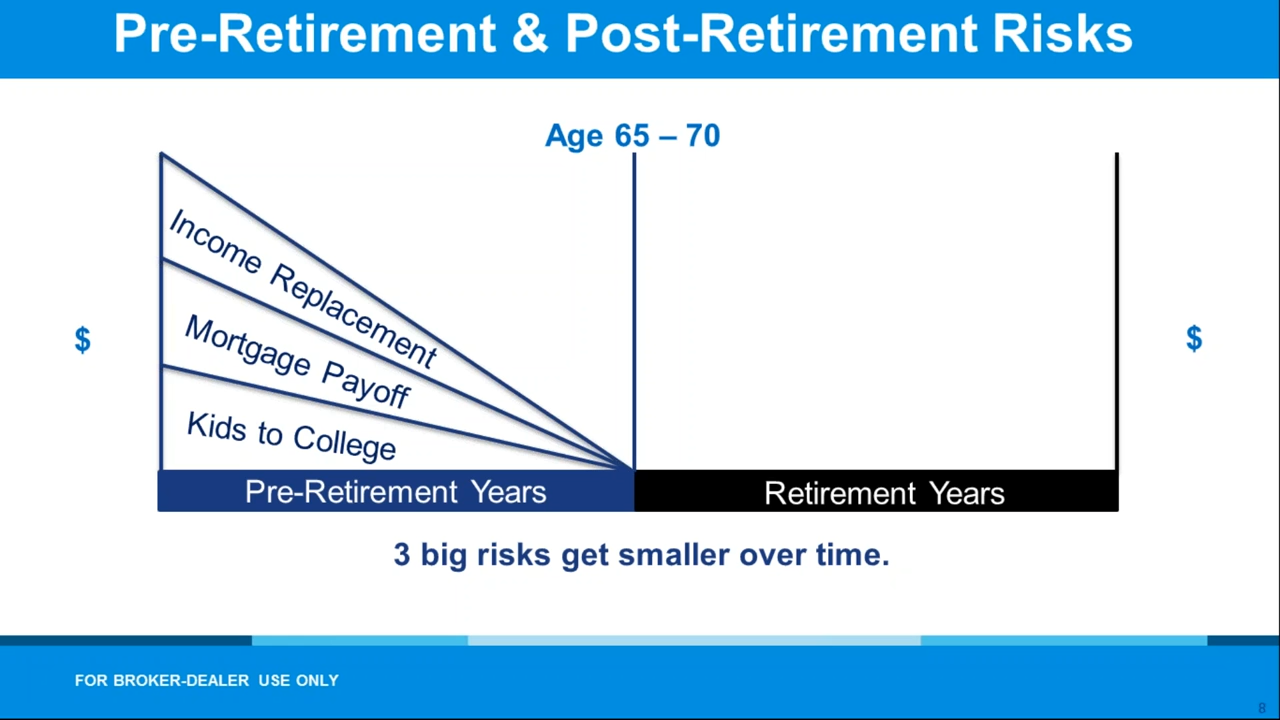 Pre-Retirement & Post-Retirement Risks
Age 65 – 70
Income Replacement
Mortgage Payoff
Kids to College
$
$
Pre-Retirement Years
Retirement Years
3 big risks get smaller over time.
FOR BROKER-DEALER USE ONLY
8